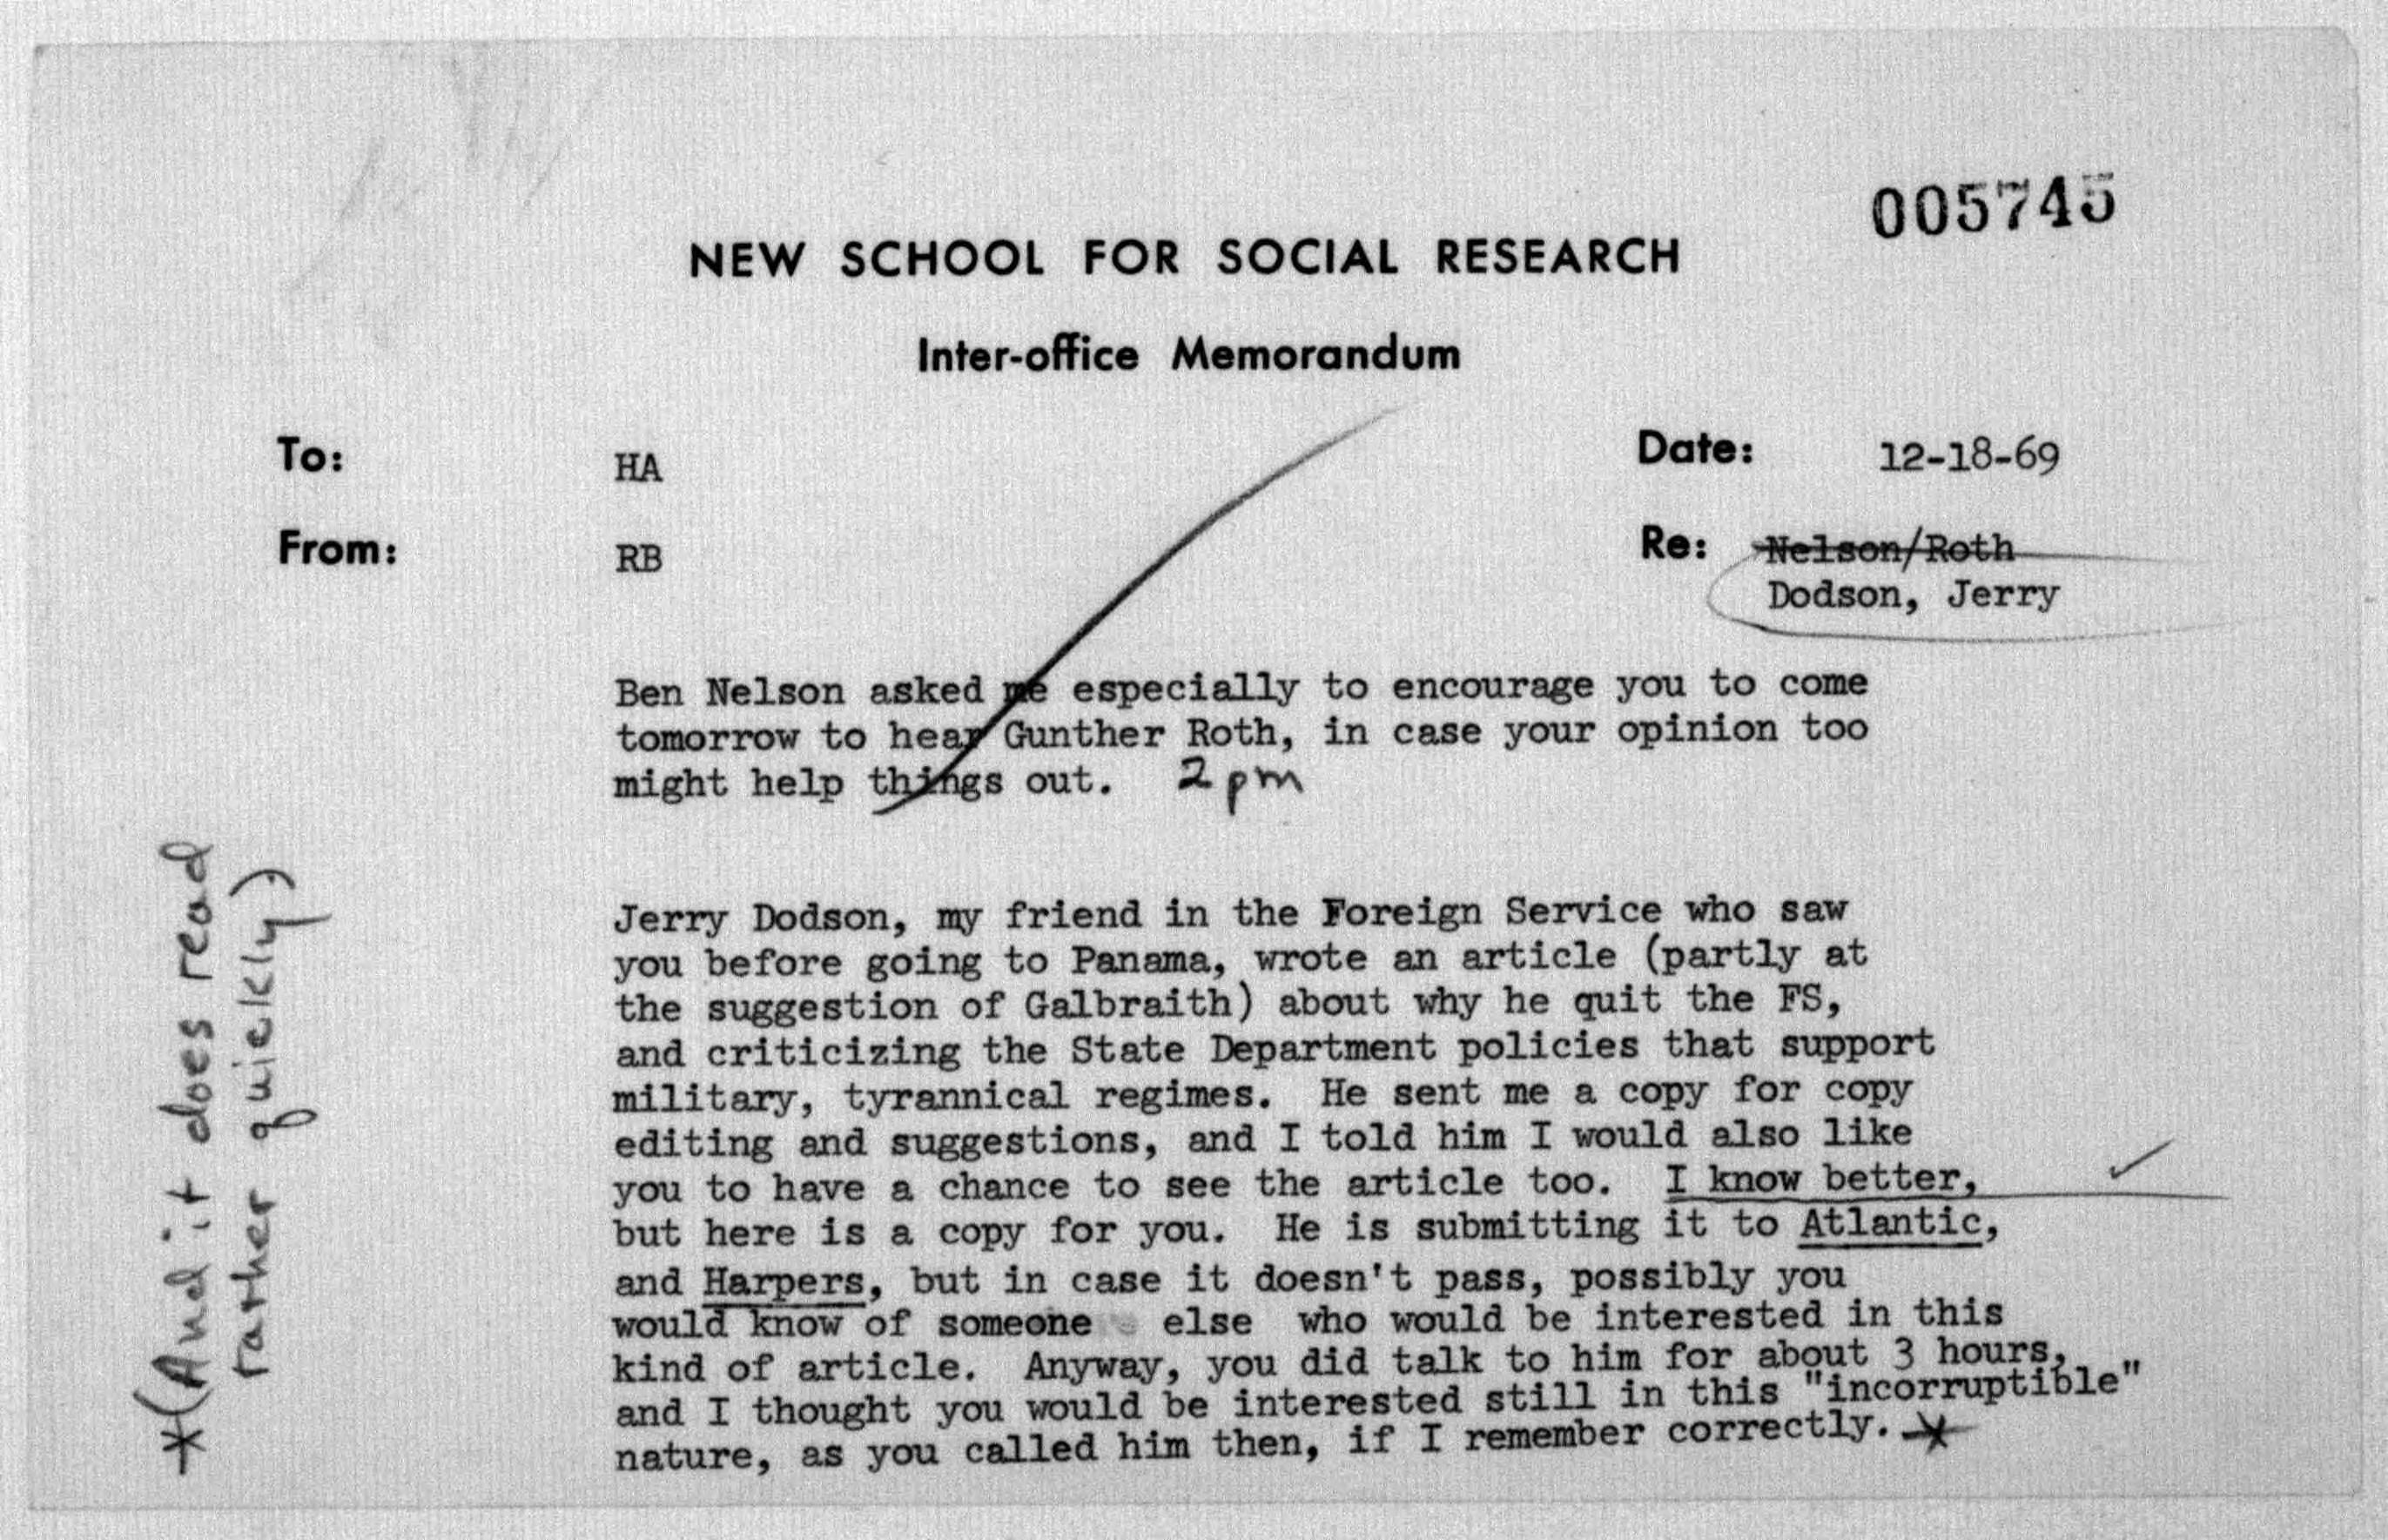 005745
NEW SCHOOL FOR SOCIAL RESEARCH
Inter-office Memorandum
To: HA
Date: 12-18-69
From: RB
Re: Nelson/Roth
Dodson, Jerry
Ben Nelson asked me especially to encourage you to come
tomorrow to hear Gunther Roth, in case your opinion too
might help things out. 2 pm
Jerry Dodson, my friend in the Foreign Service who saw
you before going to Panama, wrote an article (partly at
the suggestion of Galbraith) about why he quit the FS,
and criticizing the State Department policies that support
military, tyrannical regimes. He sent me a copy for copy
editing and suggestions, and I told him I would also like
you to have a chance to see the article too. I know better,
but here is a copy for you. He is submitting it to Atlantic,
and Harpers, but in case it doesn't pass, possibly you
would know of someone else who would be interested in this
kind of article. Anyway, you did talk to him for about 3 hours,
and I thought you would be interested still in this "incorruptible"
nature, as you called him then, if I remember correctly. *
*(And it does read
rather quickly)